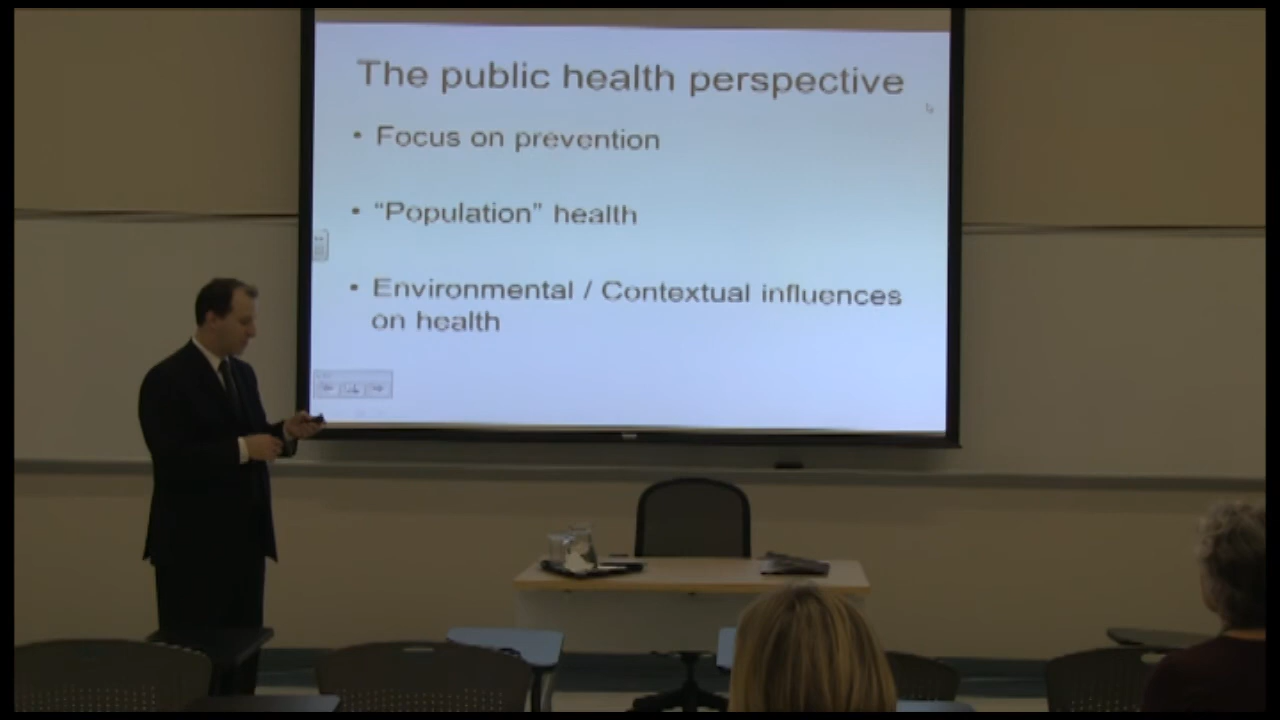 The public health perspective
• Focus on prevention
• “Population” health
• Environmental / Contextual influences
on health